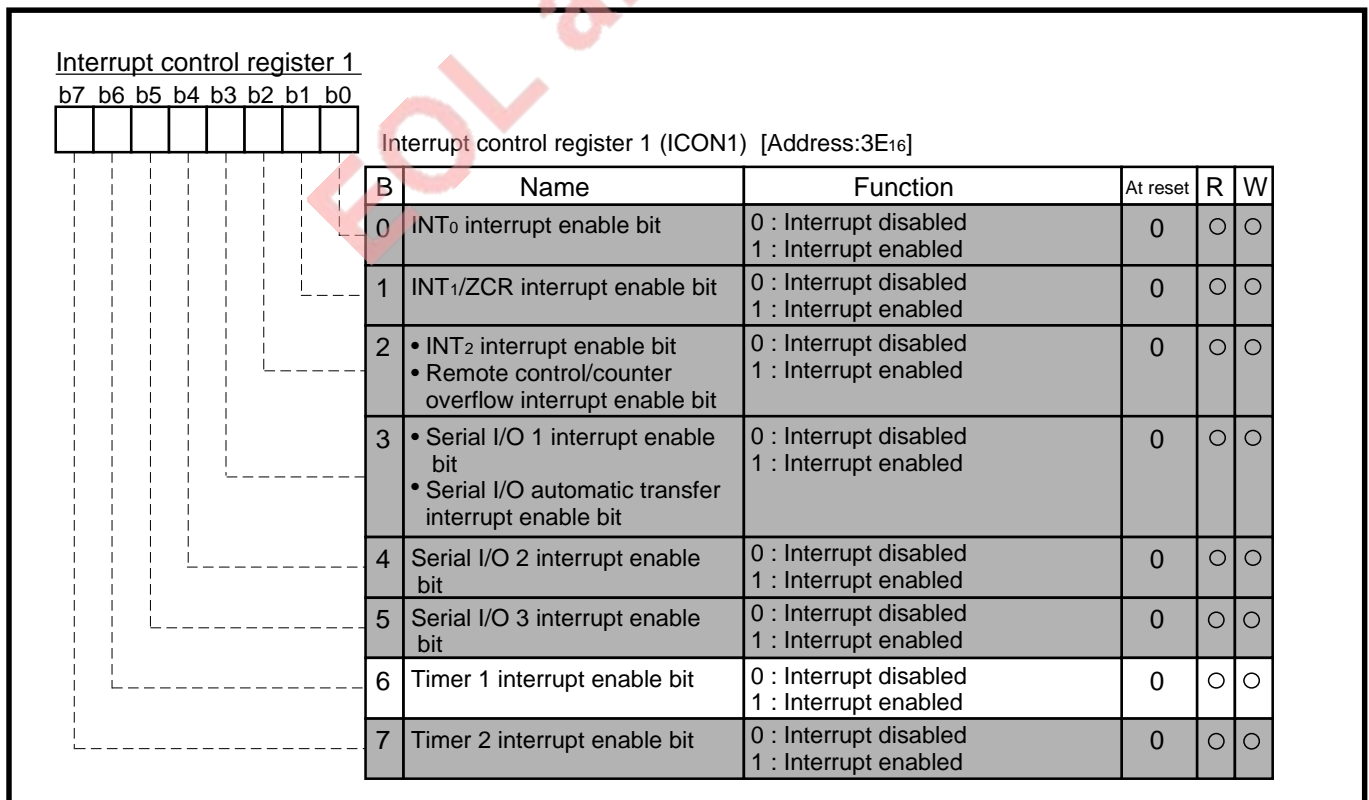 EOL a
Interrupt control register 1
b7 b6 b5 b4 b3 b2 b1 b0
Interrupt control register 1 (ICON1) [Address:3E16]
B Name Function At reset R W
0 INT0 interrupt enable bit 0 : Interrupt disabled 0 ○ ○
1 : Interrupt enabled
1 INT1/ZCR interrupt enable bit 0 : Interrupt disabled 0 ○ ○
1 : Interrupt enabled
2 • INT2 interrupt enable bit 0 : Interrupt disabled 0 ○ ○
• Remote control/counter 1 : Interrupt enabled
overflow interrupt enable bit
3 • Serial I/O 1 interrupt enable 0 : Interrupt disabled 0 ○ ○
bit 1 : Interrupt enabled
• Serial I/O automatic transfer
interrupt enable bit
4 Serial I/O 2 interrupt enable 0 : Interrupt disabled 0 ○ ○
bit 1 : Interrupt enabled
5 Serial I/O 3 interrupt enable 0 : Interrupt disabled 0 ○ ○
bit 1 : Interrupt enabled
6 Timer 1 interrupt enable bit 0 : Interrupt disabled 0 ○ ○
1 : Interrupt enabled
7 Timer 2 interrupt enable bit 0 : Interrupt disabled 0 ○ ○
1 : Interrupt enabled